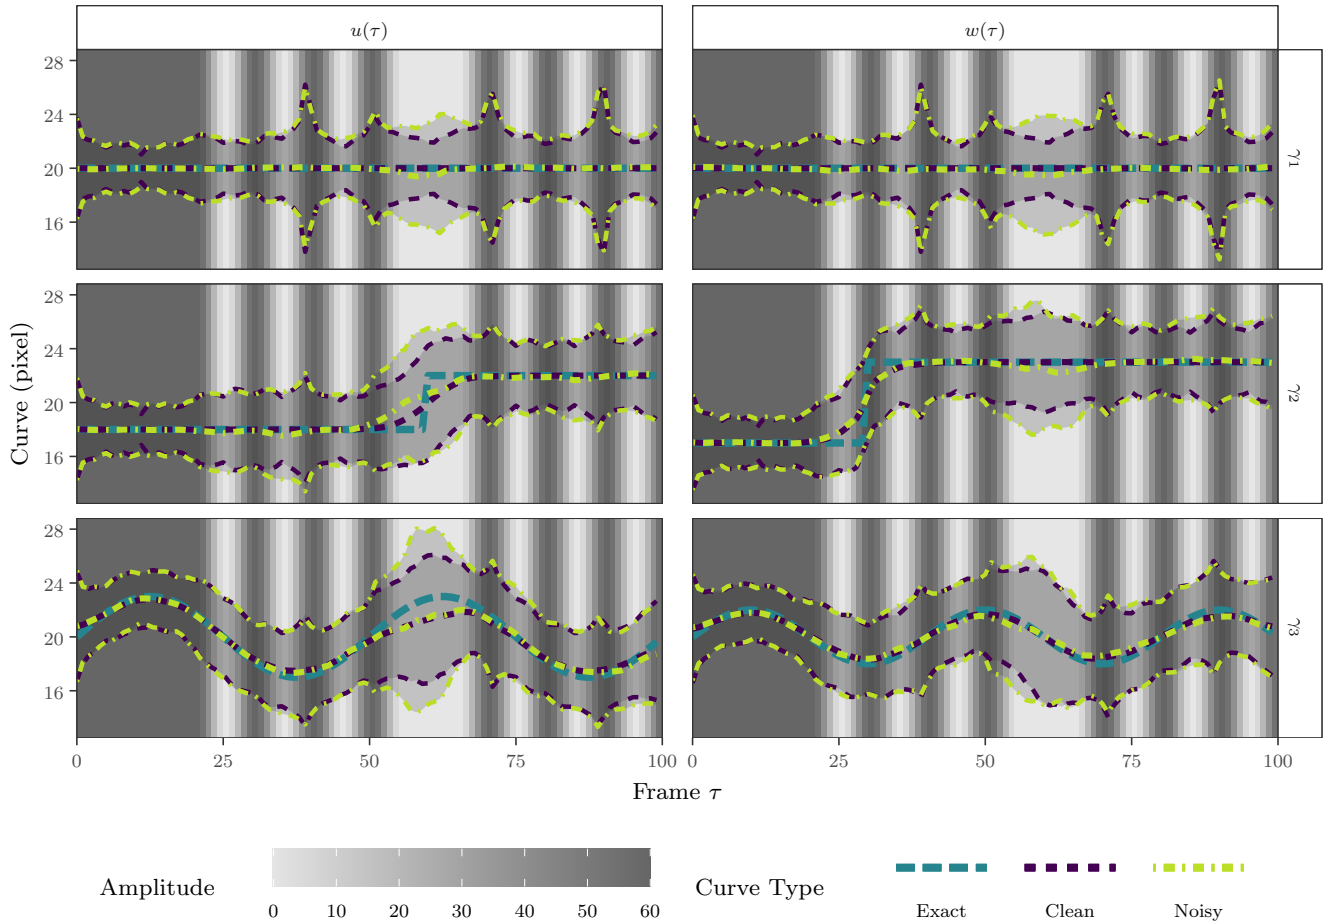 u(τ) w(τ)
28
24
20
16
γ1
28
24
20
16
γ2
28
24
20
16
γ3
Curve (pixel)
0 25 50 75 100 0 25 50 75 100
Frame τ
Amplitude
0 10 20 30 40 50 60
Curve Type
Exact Clean Noisy